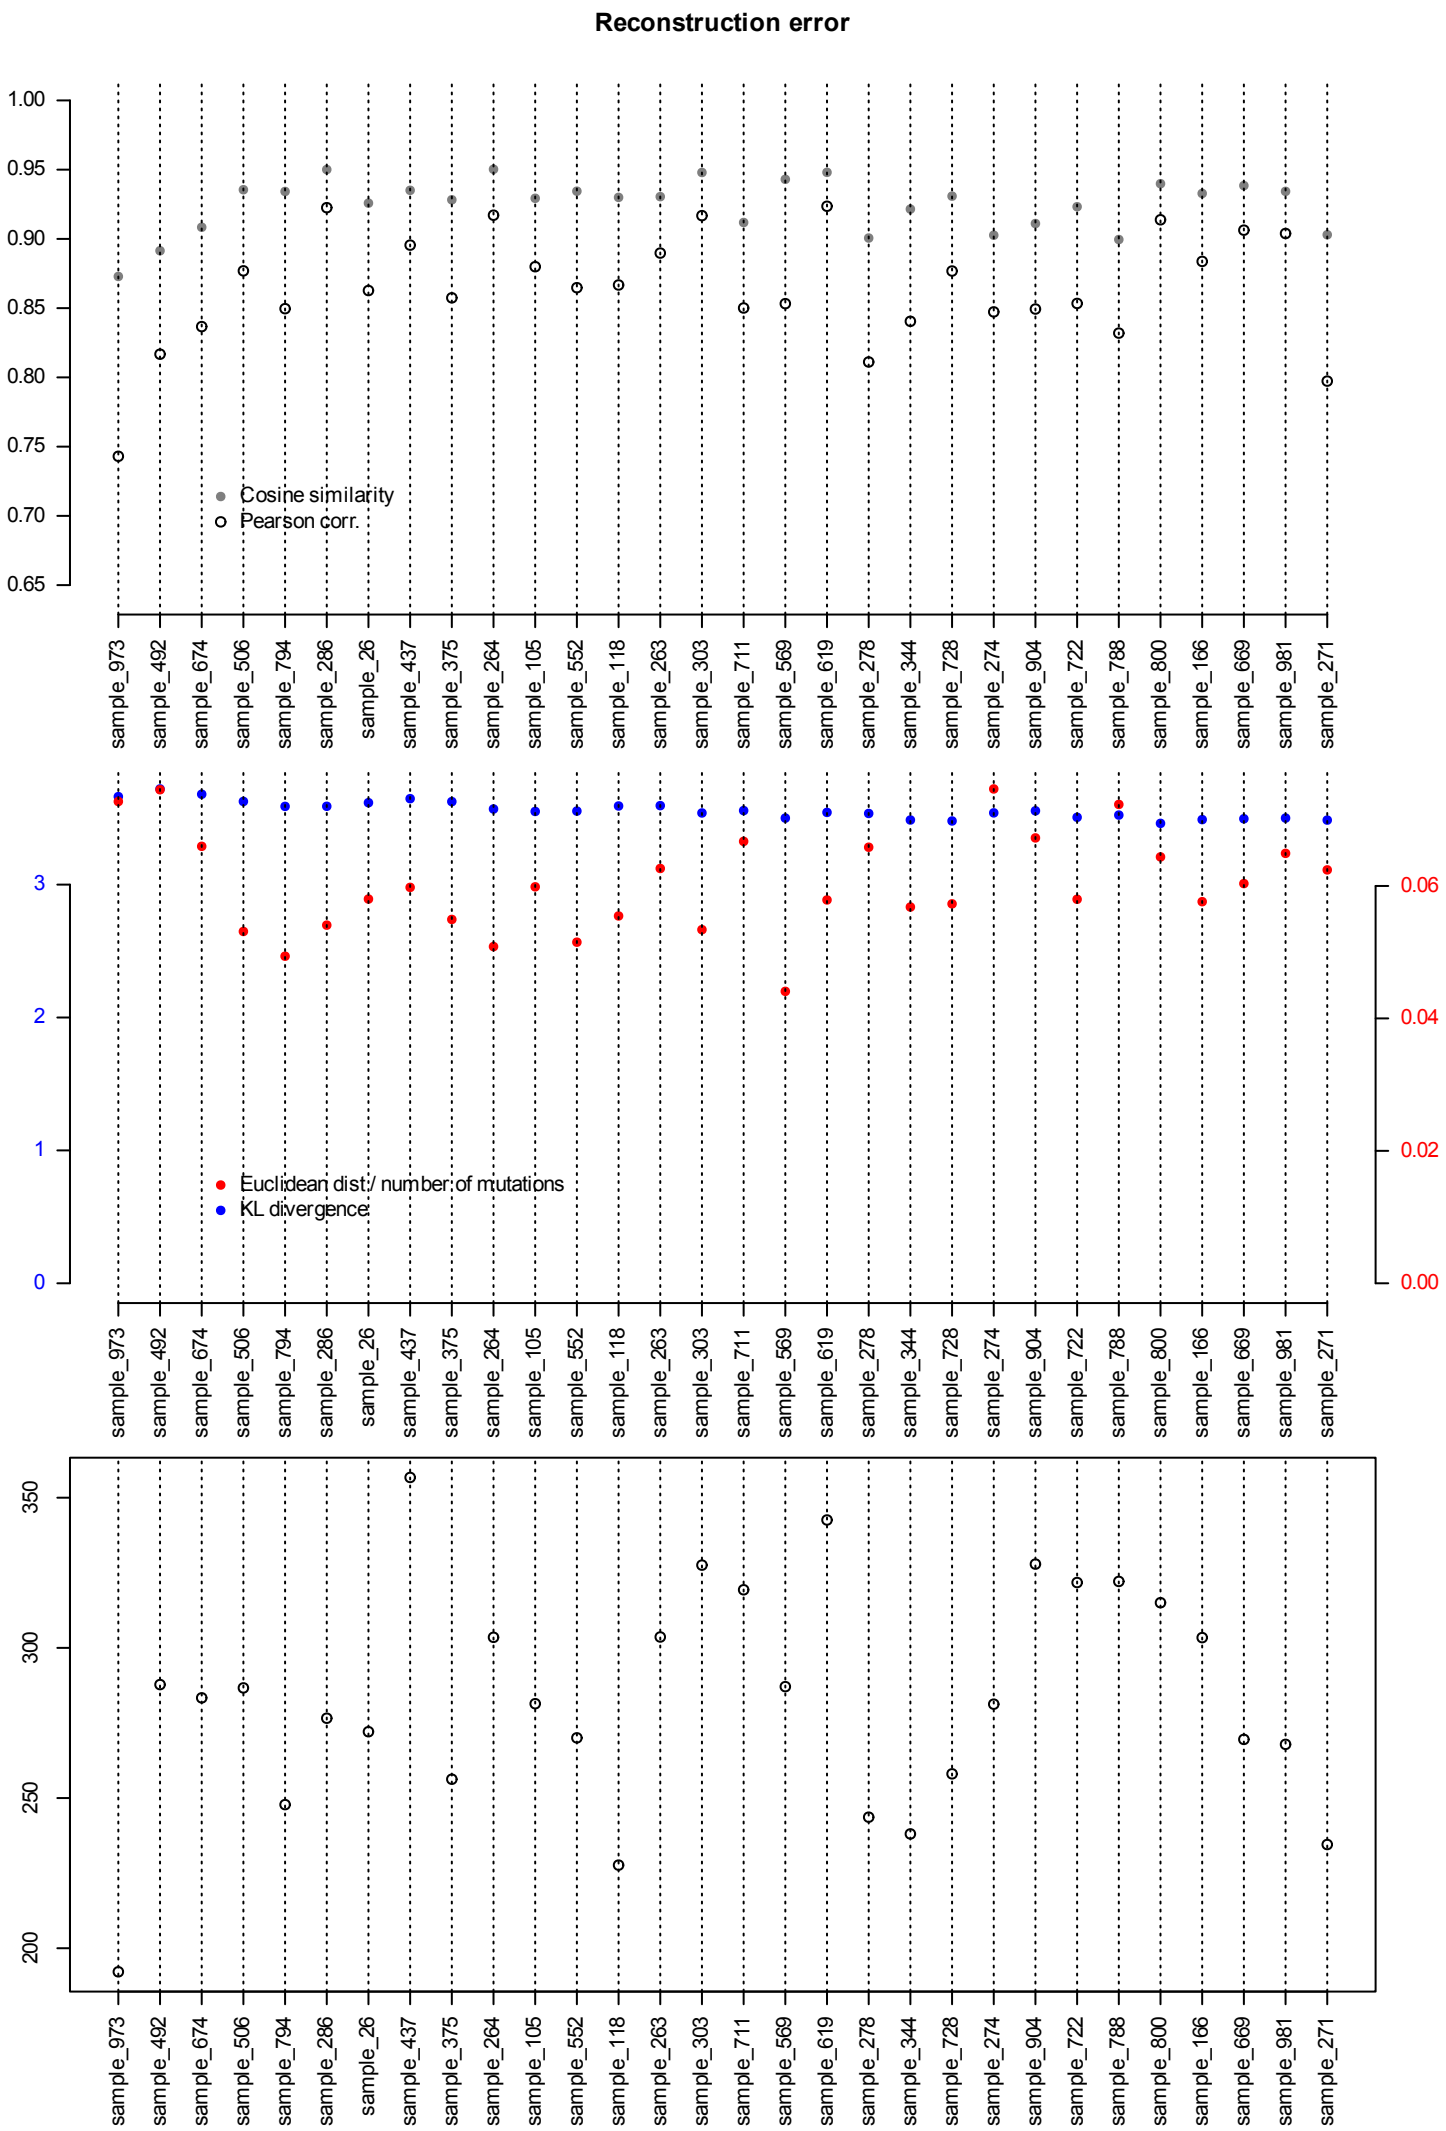 Reconstruction error
1.00
0.95
0.90
0.85
0.80
0.75
0.70
0.65
Cosine similarity
Pearson corr.
sample_973
sample_492
sample_674
sample_506
sample_794
sample_286
sample_26
sample_437
sample_375
sample_264
sample_105
sample_552
sample_118
sample_263
sample_303
sample_711
sample_569
sample_619
sample_278
sample_344
sample_728
sample_274
sample_904
sample_722
sample_788
sample_800
sample_166
sample_669
sample_981
sample_271
3
2
1
0
Euclidean dist./ number of mutations
KL divergence
0.06
0.04
0.02
0.00
sample_973
sample_492
sample_674
sample_506
sample_794
sample_286
sample_26
sample_437
sample_375
sample_264
sample_105
sample_552
sample_118
sample_263
sample_303
sample_711
sample_569
sample_619
sample_278
sample_344
sample_728
sample_274
sample_904
sample_722
sample_788
sample_800
sample_166
sample_669
sample_981
sample_271
350
300
250
200
sample_973
sample_492
sample_674
sample_506
sample_794
sample_286
sample_26
sample_437
sample_375
sample_264
sample_105
sample_552
sample_118
sample_263
sample_303
sample_711
sample_569
sample_619
sample_278
sample_344
sample_728
sample_274
sample_904
sample_722
sample_788
sample_800
sample_166
sample_669
sample_981
sample_271